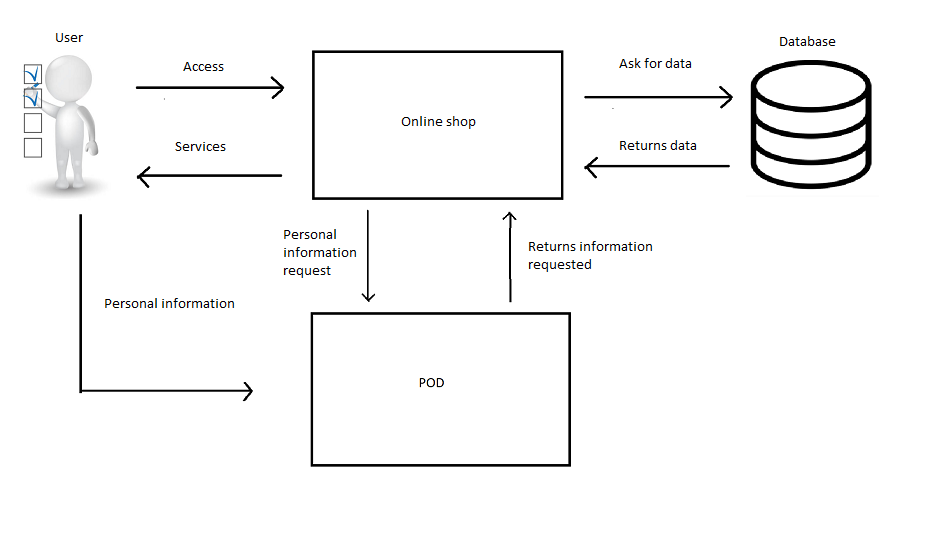 User
Database
Access
Ask for data
Online shop
Services
Returns data
Personal
information
request
Returns information
requested
Personal information
POD